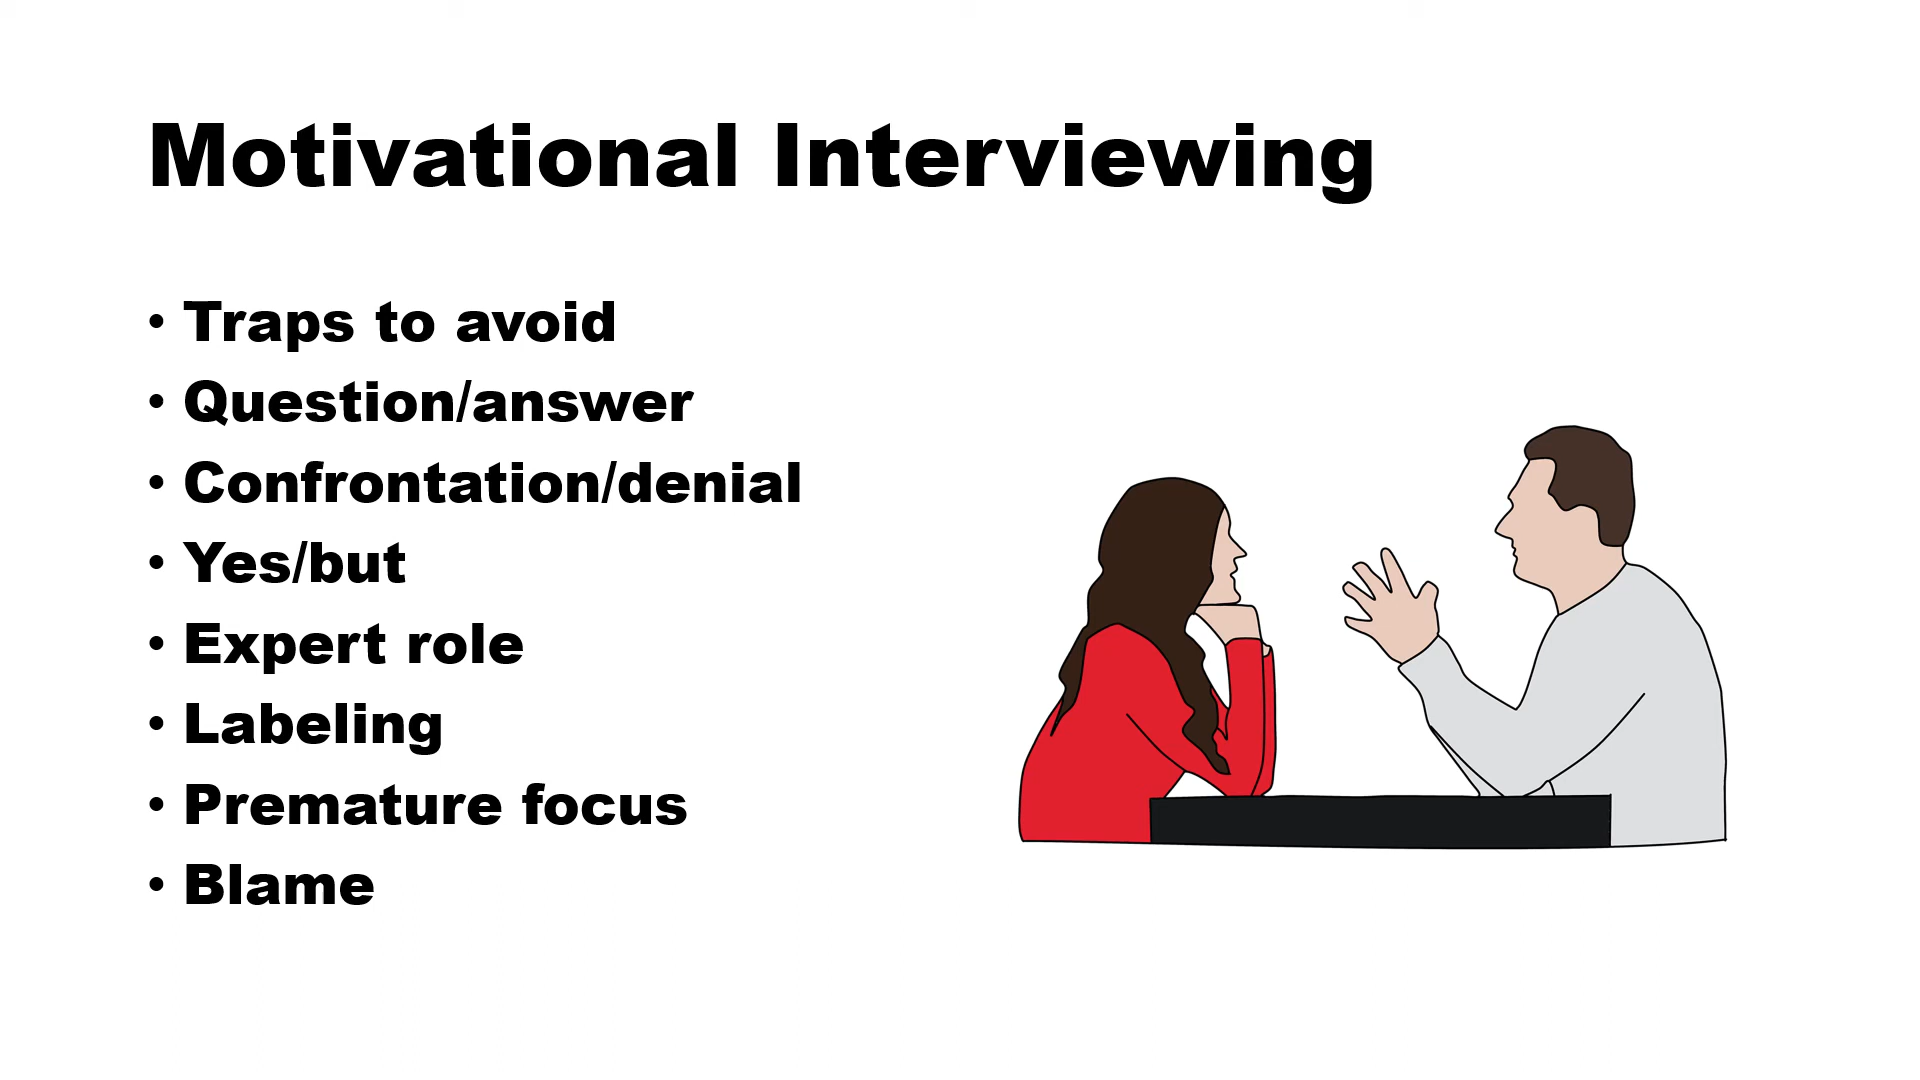 Motivational Interviewing
• Traps to avoid
• Question/answer
• Confrontation/denial
• Yes/but
• Expert role
• Labeling
• Premature focus
• Blame